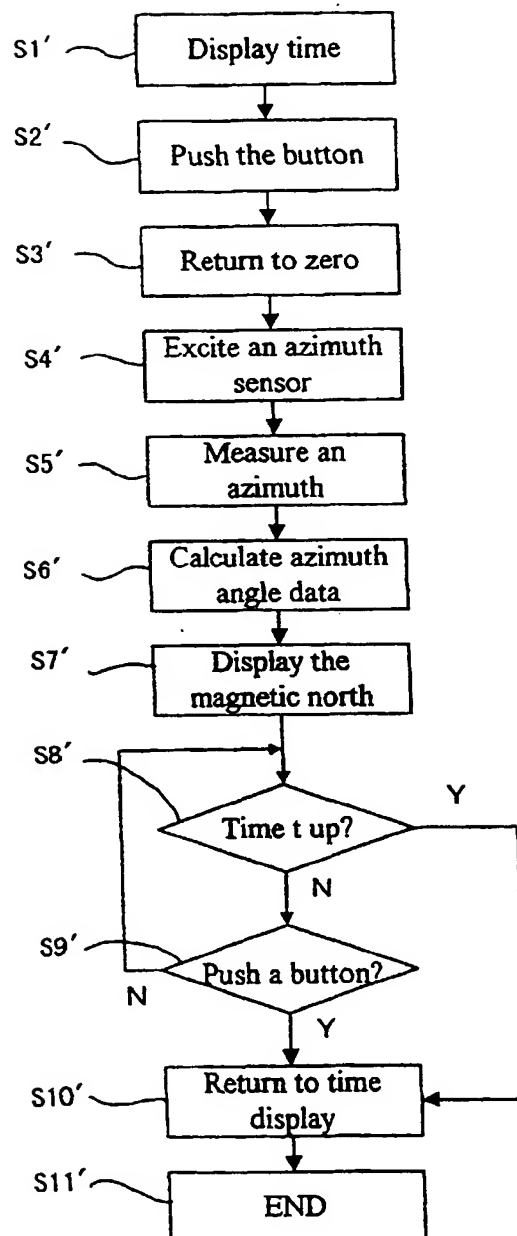 S1'
Display time
S2'
Push the button
S3'
Return to zero
S4'
Excite an azimuth
sensor
S5'
Measure an
azimuth
S6'
Calculate azimuth
angle data
S7'
Display the
magnetic north
S8'
Time t up?
Y
N
S9'
Push a button?
N
Y
S10'
Return to time
display
S11'
END